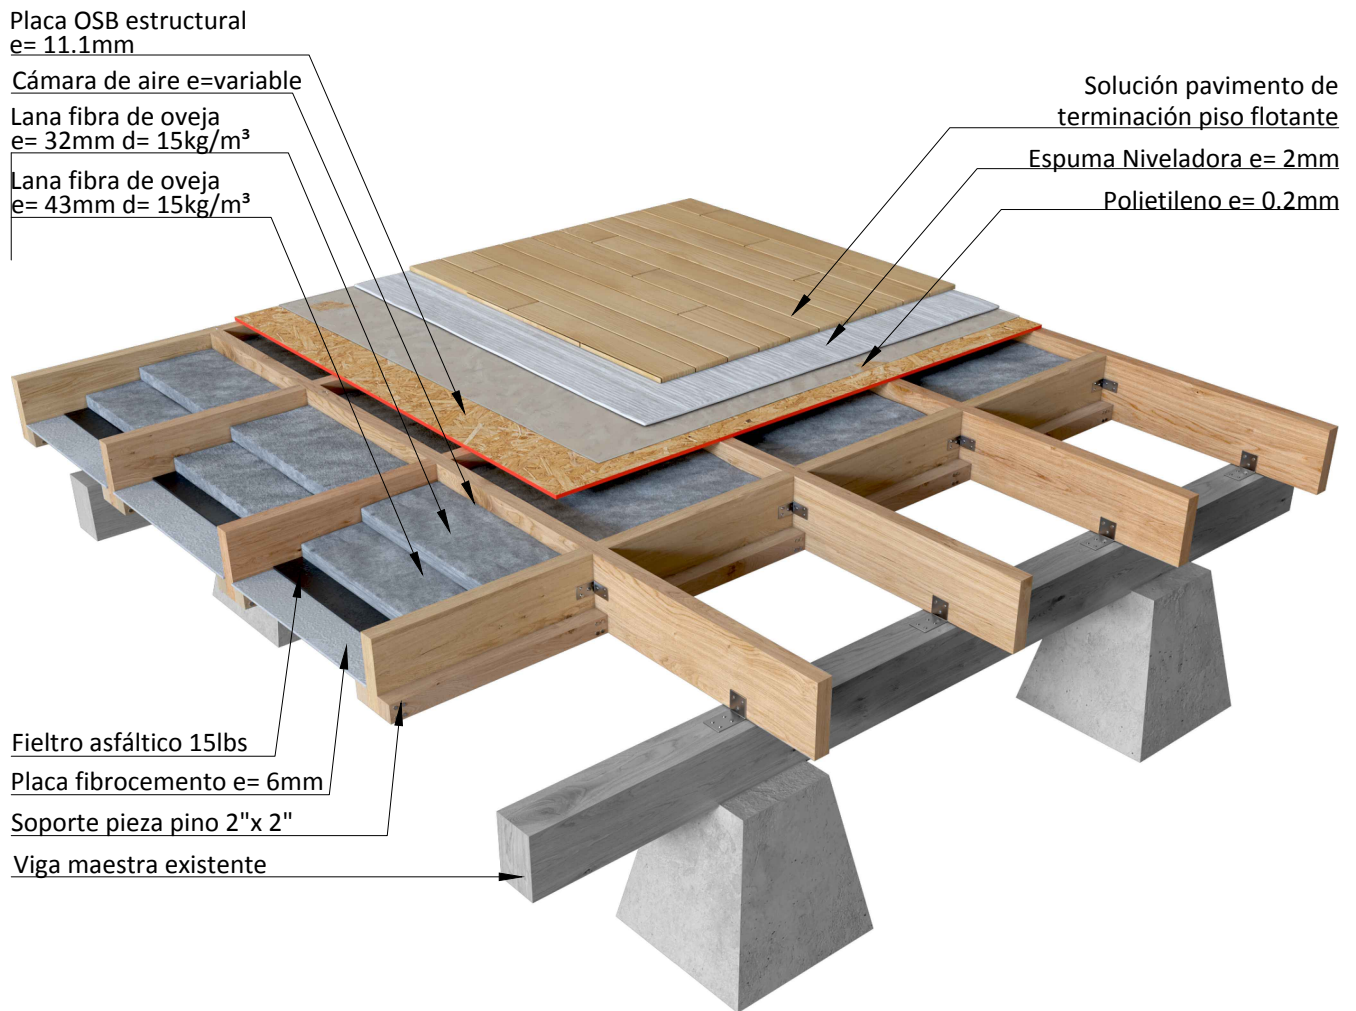 Placa OSB estructural
e= 11.1mm
Cámara de aire e=variable
Lana fibra de oveja
e= 32mm d= 15kg/m³
Lana fibra de oveja
e= 43mm d= 15kg/m³
Solución pavimento de
terminación piso flotante
Espuma Niveladora e= 2mm
Polietileno e= 0.2mm
Fieltro asfáltico 15lbs
Placa fibrocemento e= 6mm
Soporte pieza pino 2"x 2"
Viga maestra existente